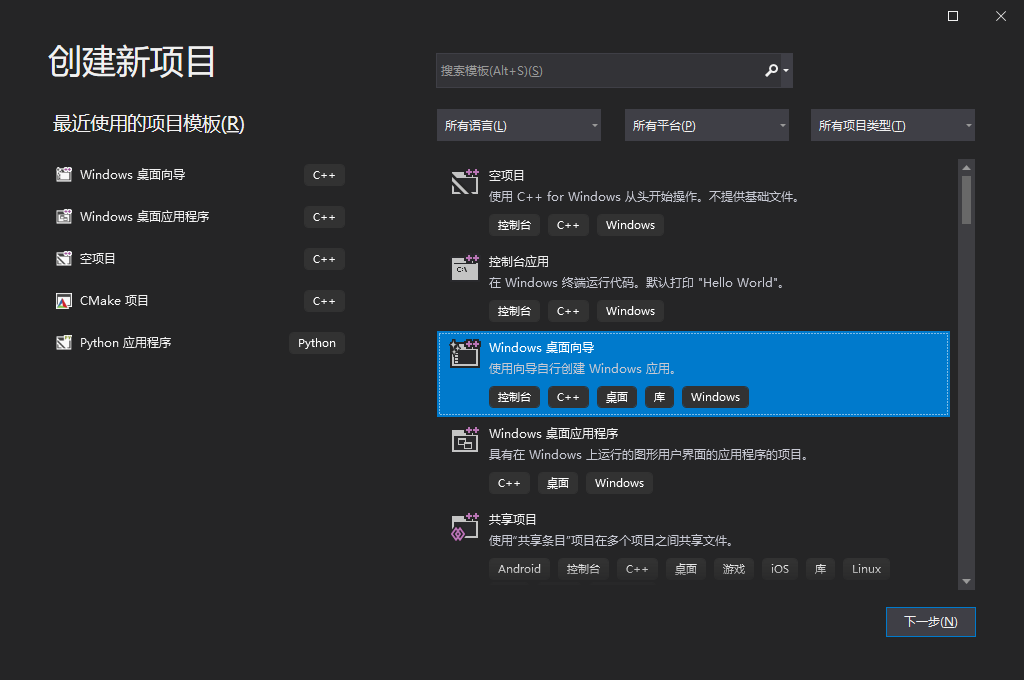 创建新项目
搜索模板(Alt+S)(S)
最近使用的项目模板(R)
所有语言(L)
所有平台(P)
所有项目类型(T)
Windows 桌面向导
C++
Windows 桌面应用程序
C++
空项目
C++
CMake 项目
C++
Python 应用程序
Python
空项目
使用 C++ for Windows 从头开始操作。不提供基础文件。
控制台 C++ Windows
控制台应用
在 Windows 终端运行代码。默认打印 "Hello World"。
控制台 C++ Windows
Windows 桌面向导
使用向导自行创建 Windows 应用。
控制台 C++ 桌面 库 Windows
Windows 桌面应用程序
具有在 Windows 上运行的图形用户界面的应用程序的项目。
C++ 桌面 Windows
共享项目
使用“共享条目”项目在多个项目之间共享文件。
Android 控制台 C++ 桌面 游戏 iOS 库 Linux
下一步(N)